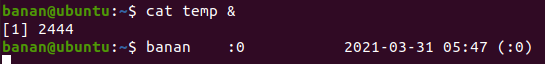 banan@ubuntu:~$ cat temp &
[1] 2444
banan@ubuntu:~$ banan    :0           2021-03-31 05:47 (:0)